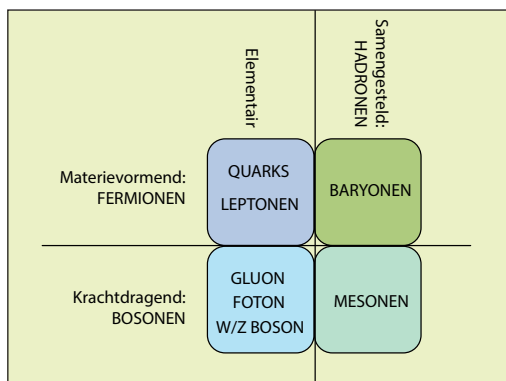 Elementair
Samengesteld:
HADRONEN
Materievormend:
FERMIONEN
QUARKS
LEPTONEN
BARYONEN
Krachtdragend:
BOSONEN
GLUON
FOTON
W/Z BOSON
MESONEN